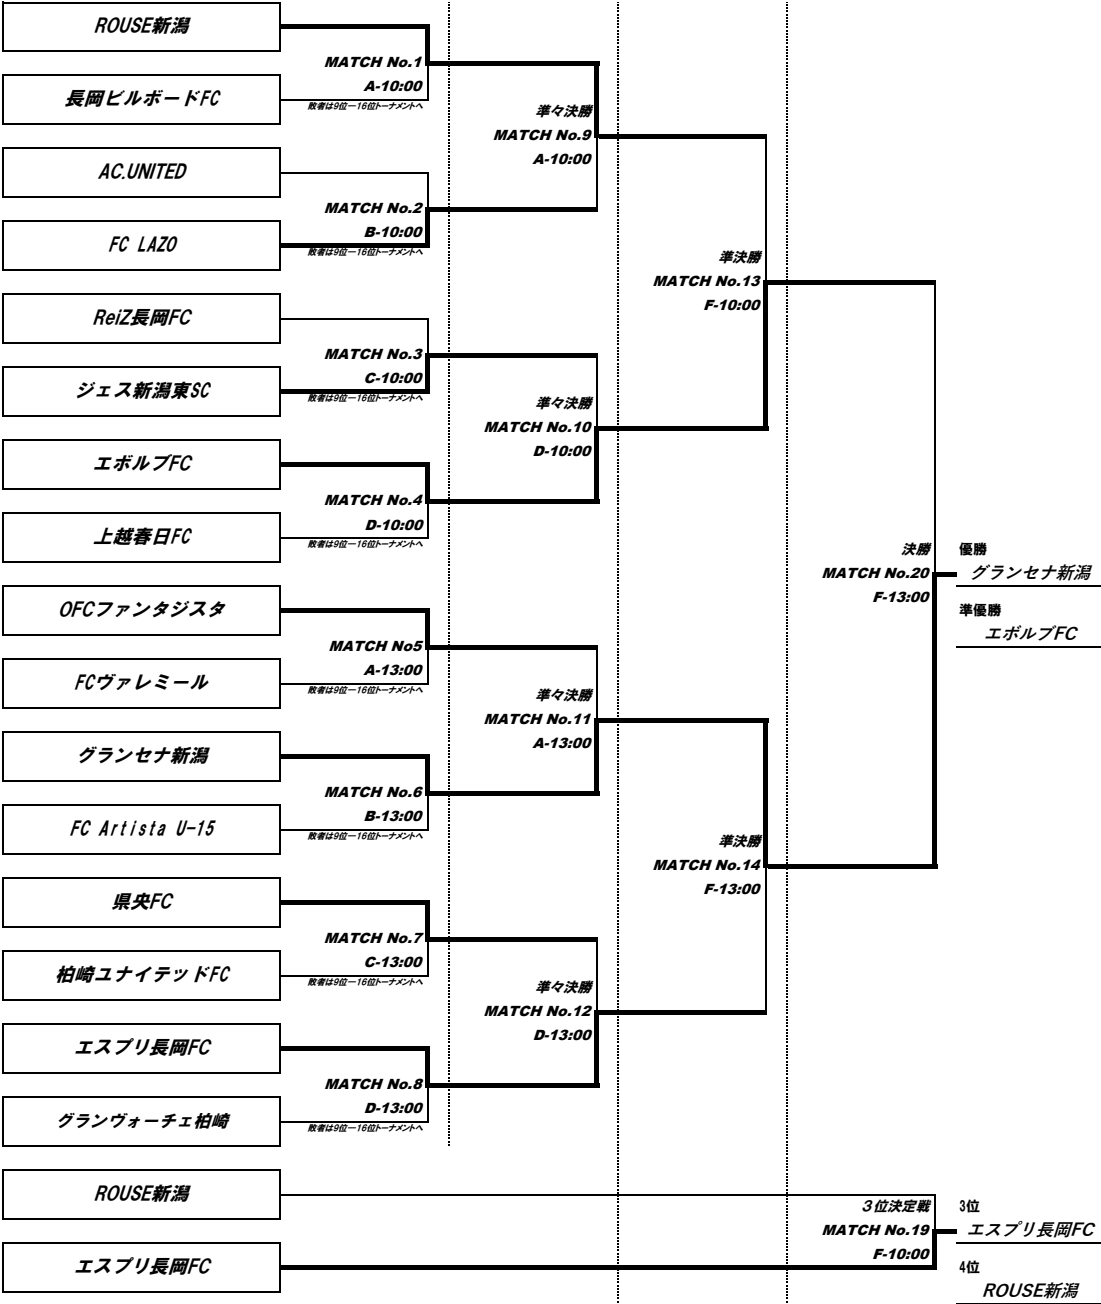 ROUSE新潟
MATCH No.1
A-10:00
敗者は9位ー16位トーナメントへ
長岡ビルボードFC
準々決勝
MATCH No.9
A-10:00
AC.UNITED
MATCH No.2
B-10:00
敗者は9位ー16位トーナメントへ
FC LAZO
準決勝
MATCH No.13
F-10:00
ReiZ長岡FC
MATCH No.3
C-10:00
敗者は9位ー16位トーナメントへ
ジェス新潟東SC
準々決勝
MATCH No.10
D-10:00
エボルブFC
MATCH No.4
D-10:00
敗者は9位ー16位トーナメントへ
上越春日FC
決勝
MATCH No.20
F-13:00
優勝
グランセナ新潟
準優勝
エボルブFC
OFCファンタジスタ
MATCH No5
A-13:00
敗者は9位ー16位トーナメントへ
FCヴァレミール
準々決勝
MATCH No.11
A-13:00
グランセナ新潟
MATCH No.6
B-13:00
敗者は9位ー16位トーナメントへ
FC Artista U-15
準決勝
MATCH No.14
F-13:00
県央FC
MATCH No.7
C-13:00
敗者は9位ー16位トーナメントへ
柏崎ユナイテッドFC
準々決勝
MATCH No.12
D-13:00
エスプリ長岡FC
MATCH No.8
D-13:00
敗者は9位ー16位トーナメントへ
グランヴォーチェ柏崎
ROUSE新潟
3位決定戦
MATCH No.19
F-10:00
3位
エスプリ長岡FC
エスプリ長岡FC
4位
ROUSE新潟